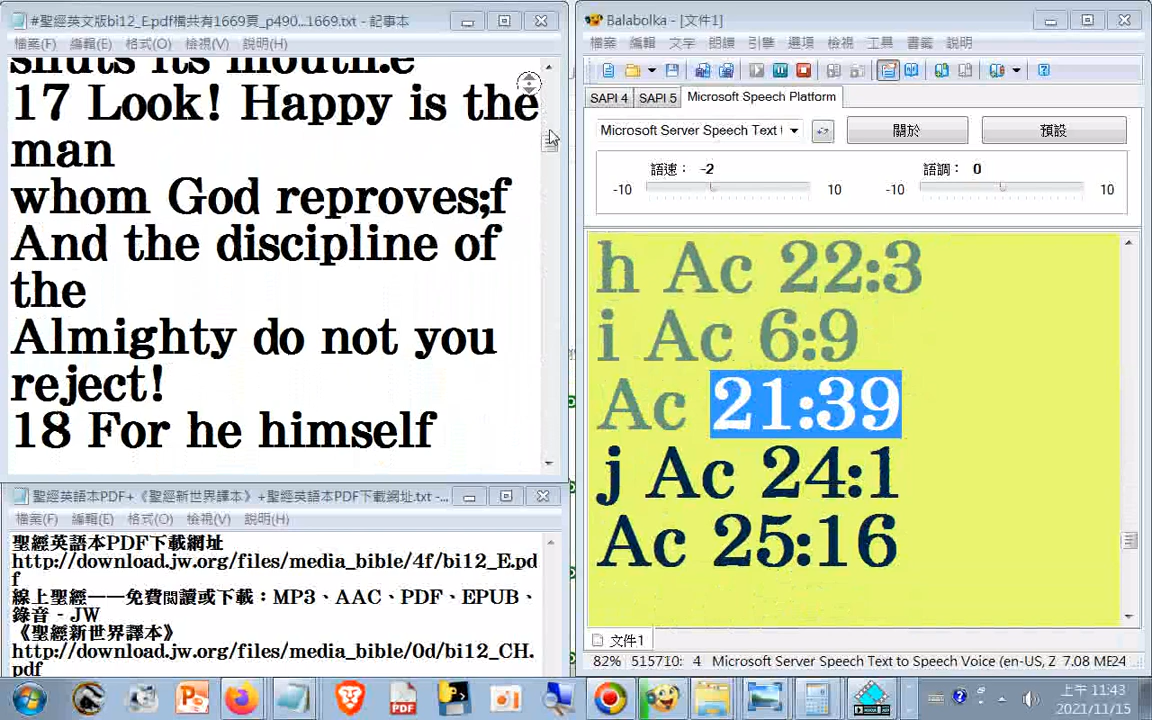 #聖經英文版bi12_E.pdf檔共有1669頁_p490...1669.txt - 記事本
檔案(F) 編輯(E) 格式(O) 檢視(V) 說明(H)
shuts its mouth.e
17 Look! Happy is the
man
whom God reproves;f
And the discipline of
the
Almighty do not you
reject!
18 For he himself
聖經英語本PDF+《聖經新世界譯本》+聖經英語本PDF下載網址.txt - ...
檔案(F) 編輯(E) 格式(O) 檢視(V) 說明(H)
聖經英語本PDF下載網址
http://download.jw.org/files/media_bible/4f/bi12_E.pd
f
線上聖經——免費閱讀或下載：MP3、AAC、PDF、EPUB、
錄音 - JW
《聖經新世界譯本》
http://download.jw.org/files/media_bible/0d/bi12_CH.
pdf
Balabolka - [文件1]
檔案 編輯 文字 朗讀 引擎 選項 檢視 工具 書籤 說明
SAPI 4 SAPI 5 Microsoft Speech Platform
Microsoft Server Speech Text 關於 預設
語速： -2 語調： 0
-10 10 -10 10
h Ac 22:3
i Ac 6:9
Ac 21:39
j Ac 24:1
Ac 25:16
文件1
82% 515710: 4 Microsoft Server Speech Text to Speech Voice (en-US, Z 7.08 ME24
PDF
上午 11:43
2021/11/15